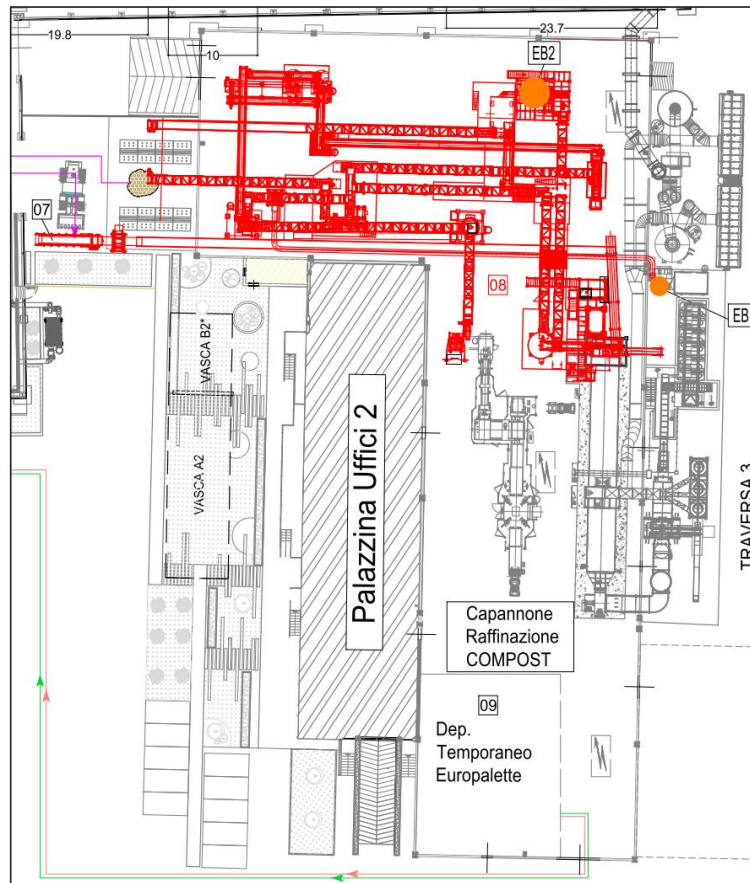 19.8
10
23.7
EB2
07
08
EB
VASCA B2*
VASCA A2
Palazzina Uffici 2
TRAVERSA 3
Capannone
Raffinazione
COMPOST
09
Dep.
Temporaneo
Europalette